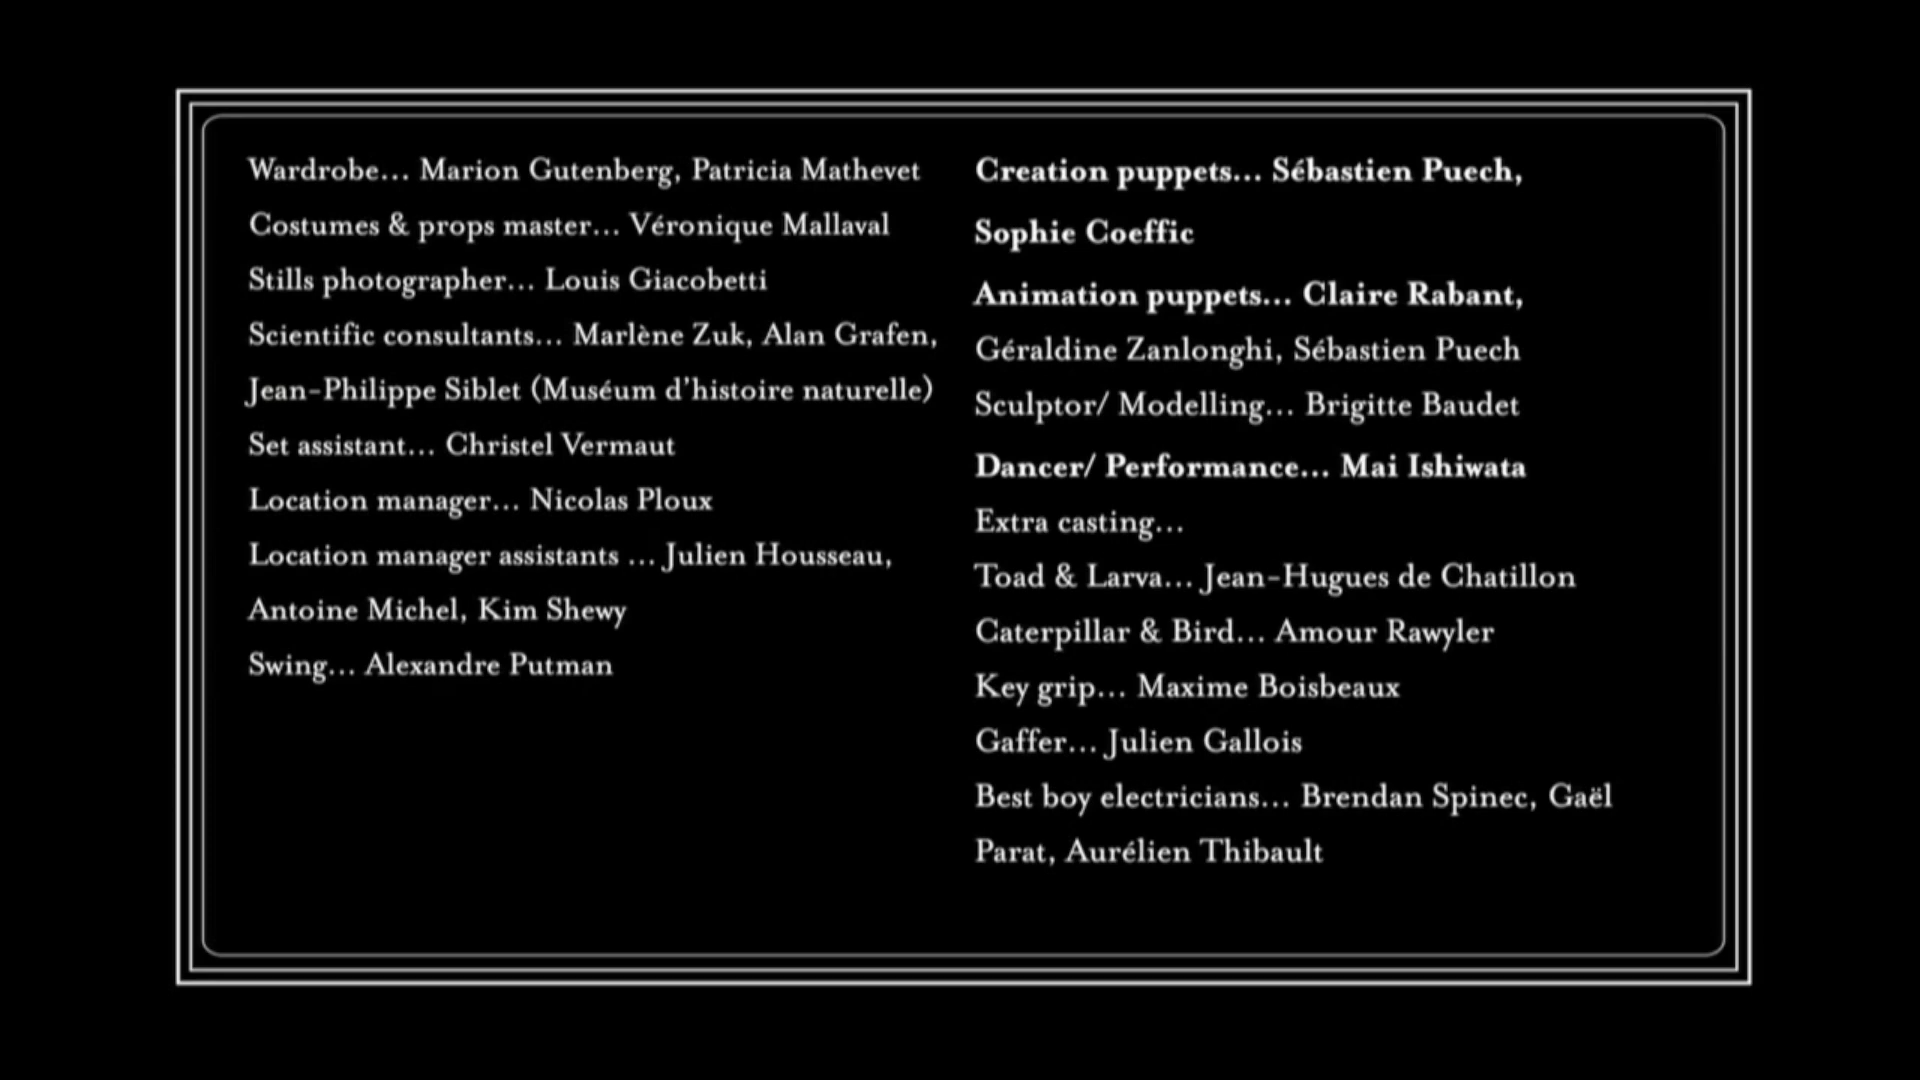 Wardrobe... Marion Gutenberg, Patricia Mathevet
Costumes & props master... Véronique Mallaval
Stills photographer... Louis Giacobetti
Scientific consultants... Marlène Zuk, Alan Grafen,
Jean-Philippe Siblet (Muséum d'histoire naturelle)
Set assistant... Christel Vermaut
Location manager... Nicolas Ploux
Location manager assistants ... Julien Housseau,
Antoine Michel, Kim Shewy
Swing... Alexandre Putman
Creation puppets... Sébastien Puech,
Sophie Coeffic
Animation puppets... Claire Rabant,
Géraldine Zanlonghi, Sébastien Puech
Sculptor/ Modelling... Brigitte Baudet
Dancer/ Performance... Mai Ishiwata
Extra casting...
Toad & Larva... Jean-Hugues de Chatillon
Caterpillar & Bird... Amour Rawyler
Key grip... Maxime Boisbeaux
Gaffer... Julien Gallois
Best boy electricians... Brendan Spinec, Gaël
Parat, Aurélien Thibault